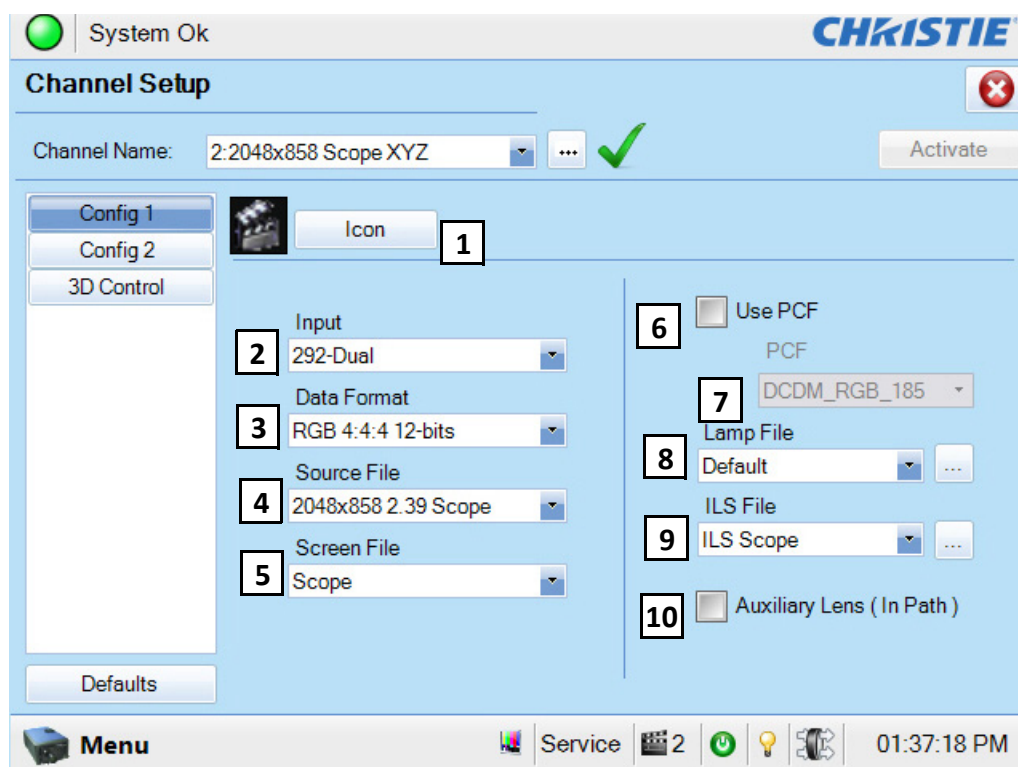 System Ok
CHRISTIE
Channel Setup
Channel Name:
2:2048x858 Scope XYZ
...
Activate
Config 1
Config 2
3D Control
Icon
1
Input
2
292-Dual
Data Format
3
RGB 4:4:4 12-bits
Source File
4
2048x858 2.39 Scope
Screen File
5
Scope
6
Use PCF
PCF
7
DCDM_RGB_185
Lamp File
8
Default
...
ILS File
9
ILS Scope
...
10
Auxiliary Lens ( In Path )
Defaults
Menu
Service
2
01:37:18 PM